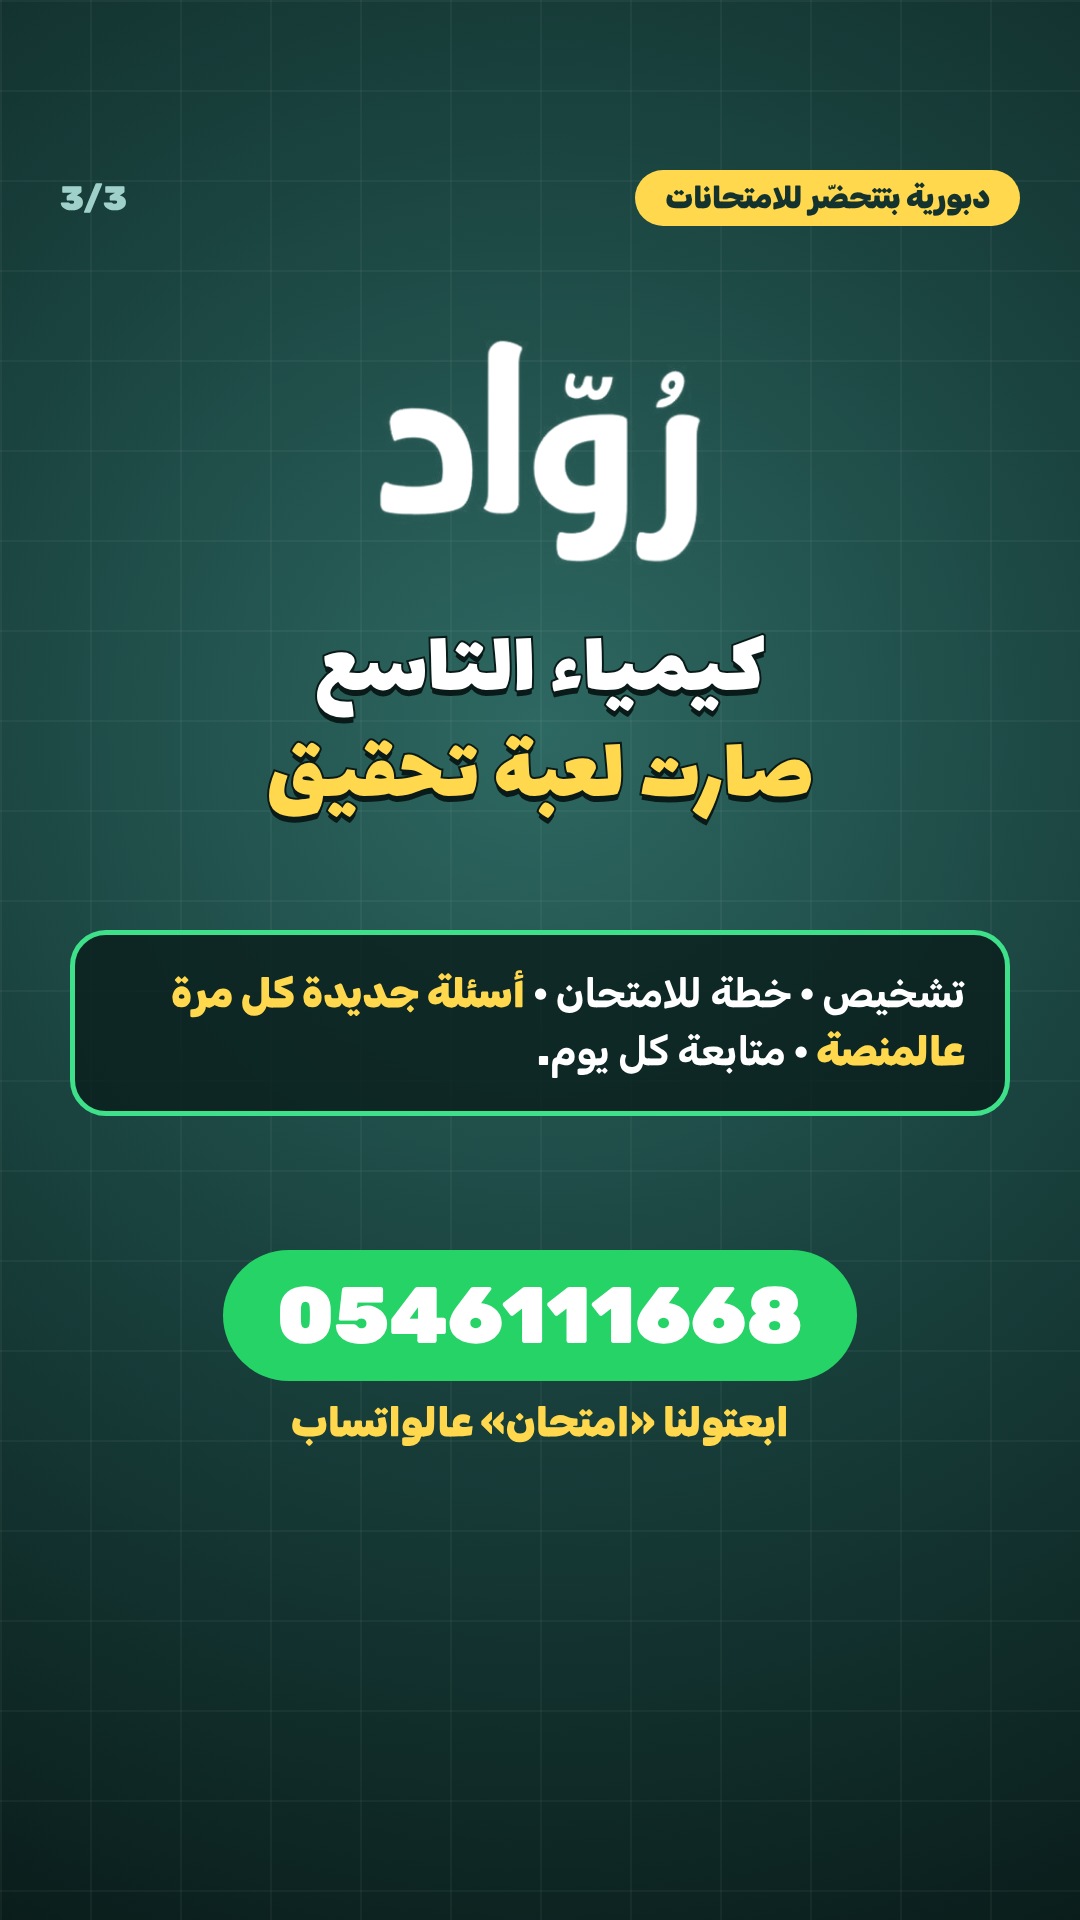 دبورية بتتحضّر للامتحانات
3/3
رُوّاد
كيمياء التاسع
صارت لعبة تحقيق
تشخيص • خطة للامتحان • أسئلة جديدة كل مرة
عالمنصة • متابعة كل يوم.
0546111668
ابعتولنا «امتحان» عالواتساب